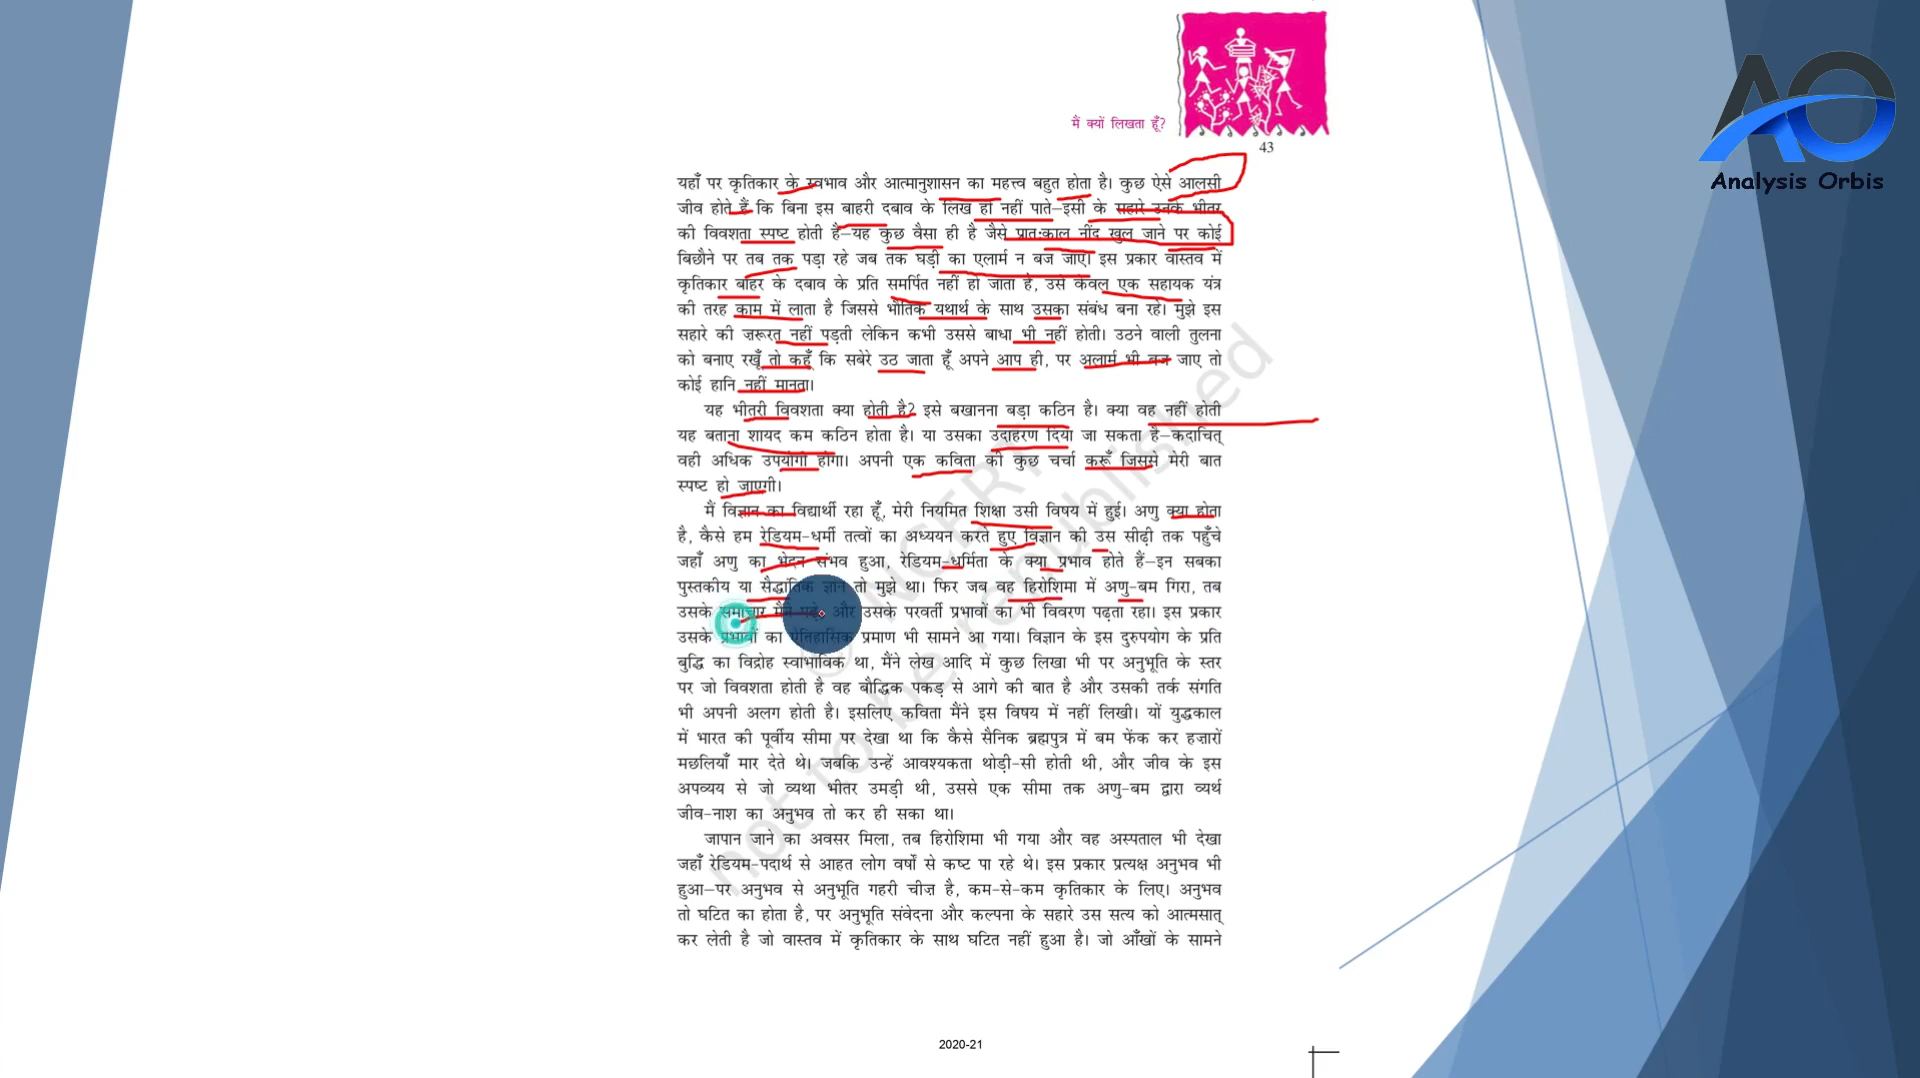 मैं क्यों लिखता हूँ?
43
AO
Analysis Orbis
यहाँ पर कृतिकार के स्वभाव और आत्मानुशासन का महत्त्व बहुत होता है। कुछ ऐसे आलसी
जीव होते हैं कि बिना इस बाहरी दबाव के लिख ही नहीं पाते—इसी के सहारे उनके भीतर
की विवशता स्पष्ट होती है—यह कुछ वैसा ही है जैसे प्रातःकाल नींद खुल जाने पर कोई
बिछौने पर तब तक पड़ा रहे जब तक घड़ी का एलार्म न बज जाए। इस प्रकार वास्तव में
कृतिकार बाहर के दबाव के प्रति समर्पित नहीं हो जाता है, उसे केवल एक सहायक यंत्र
की तरह काम में लाता है जिससे भौतिक यथार्थ के साथ उसका संबंध बना रहे। मुझे इस
सहारे की ज़रूरत नहीं पड़ती लेकिन कभी उससे बाधा भी नहीं होती। उठने वाली तुलना
को बनाए रखूँ तो कहूँ कि सबेरे उठ जाता हूँ अपने आप ही, पर अलार्म भी बज जाए तो
कोई हानि नहीं मानता।
यह भीतरी विवशता क्या होती है? इसे बखानना बड़ा कठिन है। क्या वह नहीं होती
यह बताना शायद कम कठिन होता है। या उसका उदाहरण दिया जा सकता है—कदाचित्
वही अधिक उपयोगी होगा। अपनी एक कविता की कुछ चर्चा करूँ जिससे मेरी बात
स्पष्ट हो जाएगी।
मैं विज्ञान का विद्यार्थी रहा हूँ, मेरी नियमित शिक्षा उसी विषय में हुई। अणु क्या होता
है, कैसे हम रेडियम-धर्मी तत्वों का अध्ययन करते हुए विज्ञान की उस सीढ़ी तक पहुँचे
जहाँ अणु का भेदन संभव हुआ, रेडियम-धर्मिता के क्या प्रभाव होते हैं—इन सबका
पुस्तकीय या सैद्धांतिक ज्ञान तो मुझे था। फिर जब वह हिरोशिमा में अणु-बम गिरा, तब
उसके समाचार मैंने पढ़े, और उसके परवर्ती प्रभावों का भी विवरण पढ़ता रहा। इस प्रकार
उसके प्रभावों का ऐतिहासिक प्रमाण भी सामने आ गया। विज्ञान के इस दुरुपयोग के प्रति
बुद्धि का विद्रोह स्वाभाविक था, मैंने लेख आदि में कुछ लिखा भी पर अनुभूति के स्तर
पर जो विवशता होती है वह बौद्धिक पकड़ से आगे की बात है और उसकी तर्क संगति
भी अपनी अलग होती है। इसलिए कविता मैंने इस विषय में नहीं लिखी। यों युद्धकाल
में भारत की पूर्वीय सीमा पर देखा था कि कैसे सैनिक ब्रह्मपुत्र में बम फेंक कर हज़ारों
मछलियाँ मार देते थे। जबकि उन्हें आवश्यकता थोड़ी-सी होती थी, और जीव के इस
अपव्यय से जो व्यथा भीतर उमड़ी थी, उससे एक सीमा तक अणु-बम द्वारा व्यर्थ
जीव-नाश का अनुभव तो कर ही सका था।
जापान जाने का अवसर मिला, तब हिरोशिमा भी गया और वह अस्पताल भी देखा
जहाँ रेडियम-पदार्थ से आहत लोग वर्षों से कष्ट पा रहे थे। इस प्रकार प्रत्यक्ष अनुभव भी
हुआ—पर अनुभव से अनुभूति गहरी चीज़ है, कम-से-कम कृतिकार के लिए। अनुभव
तो घटित का होता है, पर अनुभूति संवेदना और कल्पना के सहारे उस सत्य को आत्मसात्
कर लेती है जो वास्तव में कृतिकार के साथ घटित नहीं हुआ है। जो आँखों के सामने
© NCERT
not to be republished
2020-21